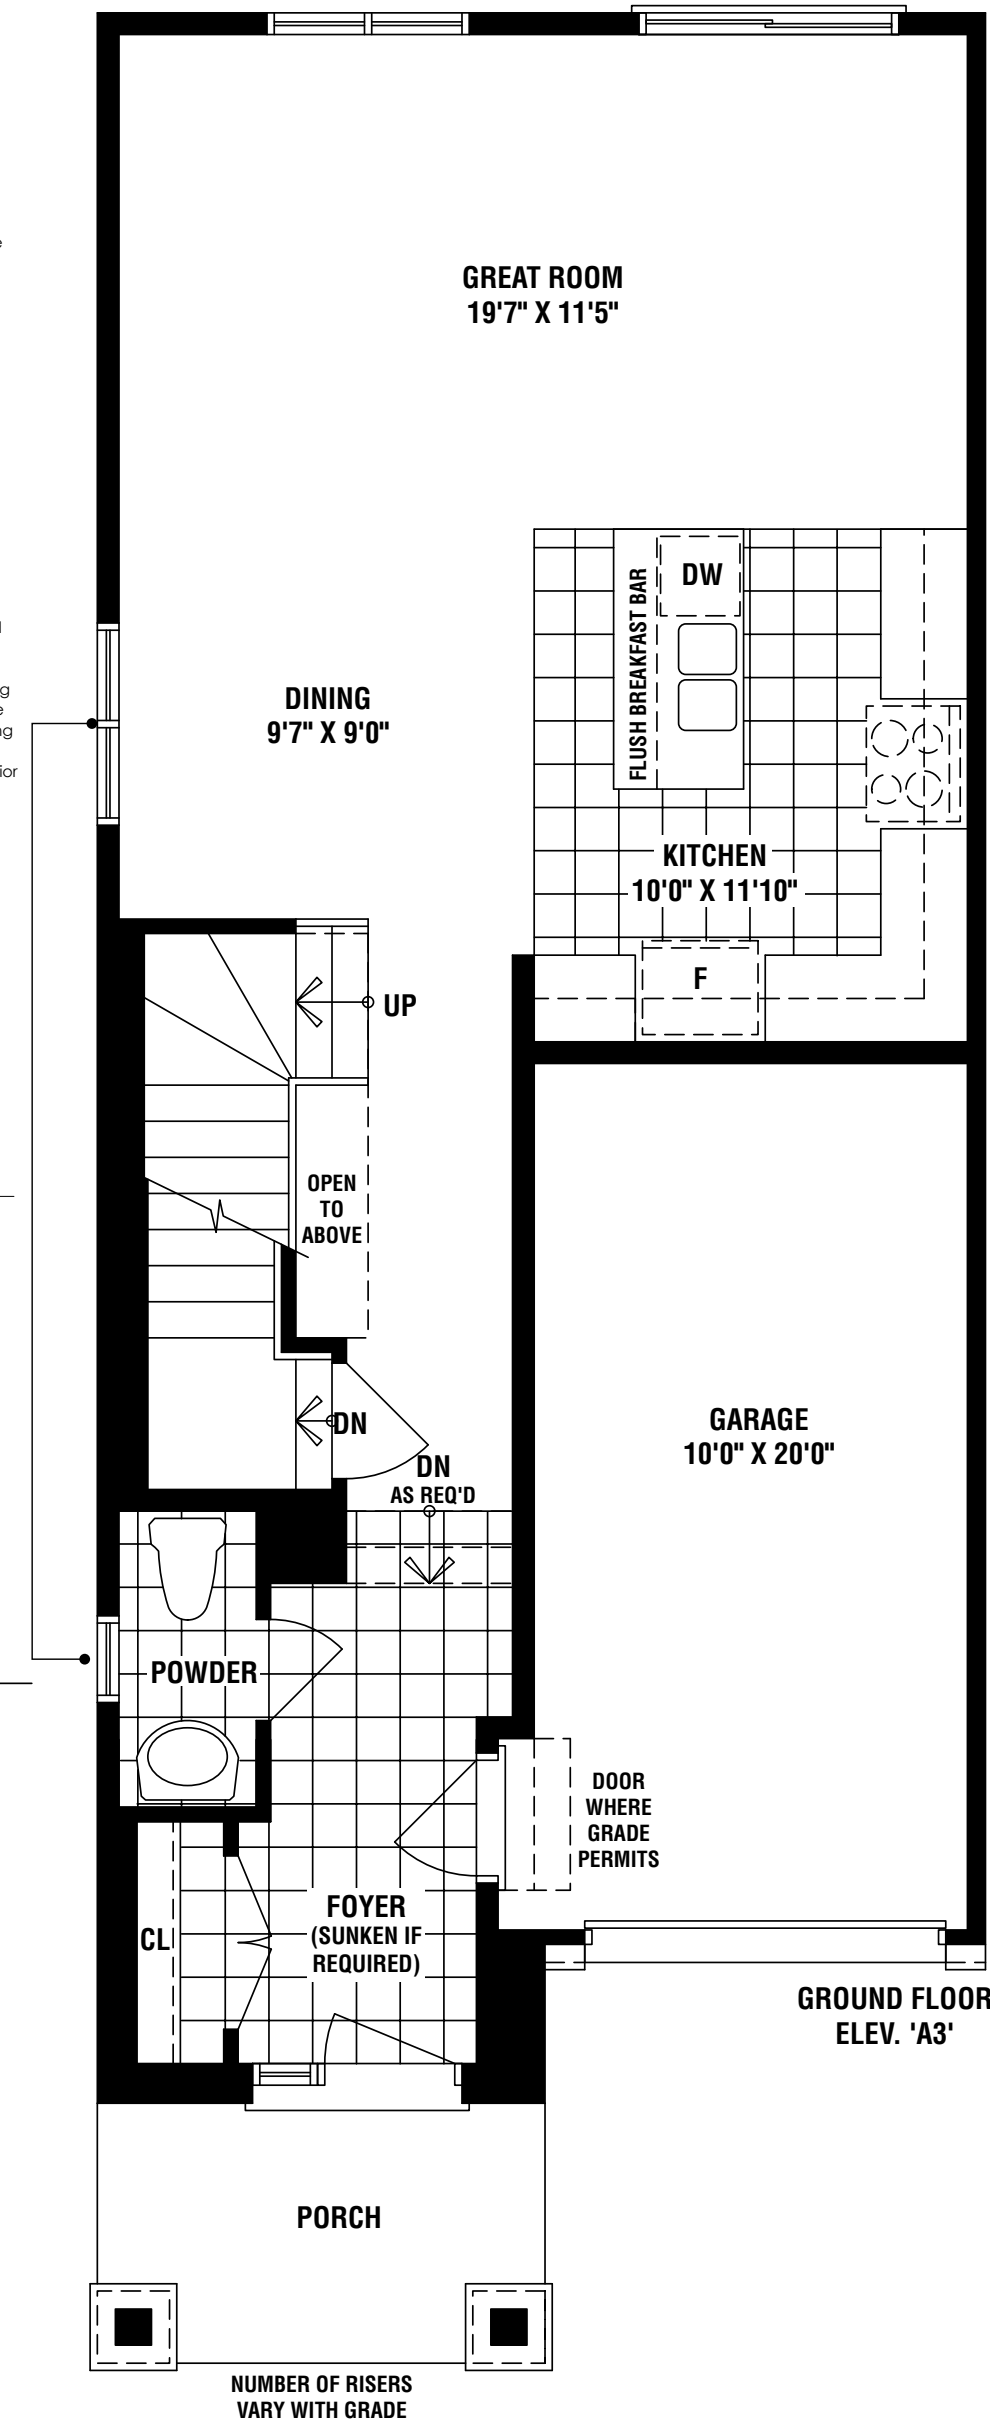 GREAT ROOM
19'7" X 11'5"
DW
FLUSH BREAKFAST BAR
DINING
9'7" X 9'0"
KITCHEN
10'0" X 11'10"
F
UP
OPEN
TO
ABOVE
DN
DN
AS REQ'D
GARAGE
10'0" X 20'0"
POWDER
DOOR
WHERE
GRADE
PERMITS
FOYER
(SUNKEN IF
REQUIRED)
CL
GROUND FLOOR
ELEV. 'A3'
PORCH
NUMBER OF RISERS
VARY WITH GRADE